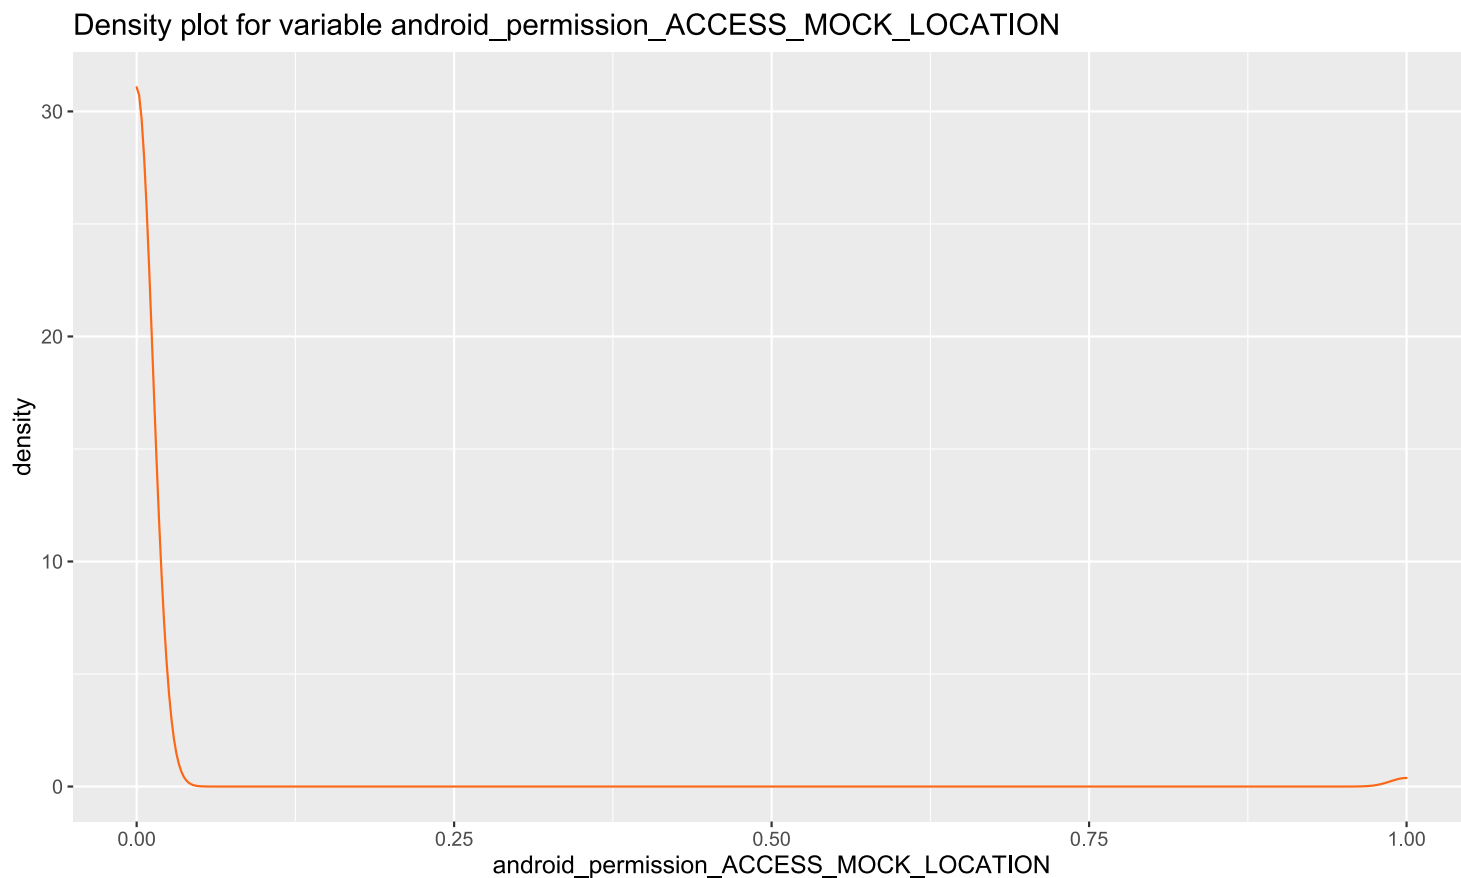 Density plot for variable android_permission_ACCESS_MOCK_LOCATION
30
20
10
0
density
0.00 0.25 0.50 0.75 1.00
android_permission_ACCESS_MOCK_LOCATION